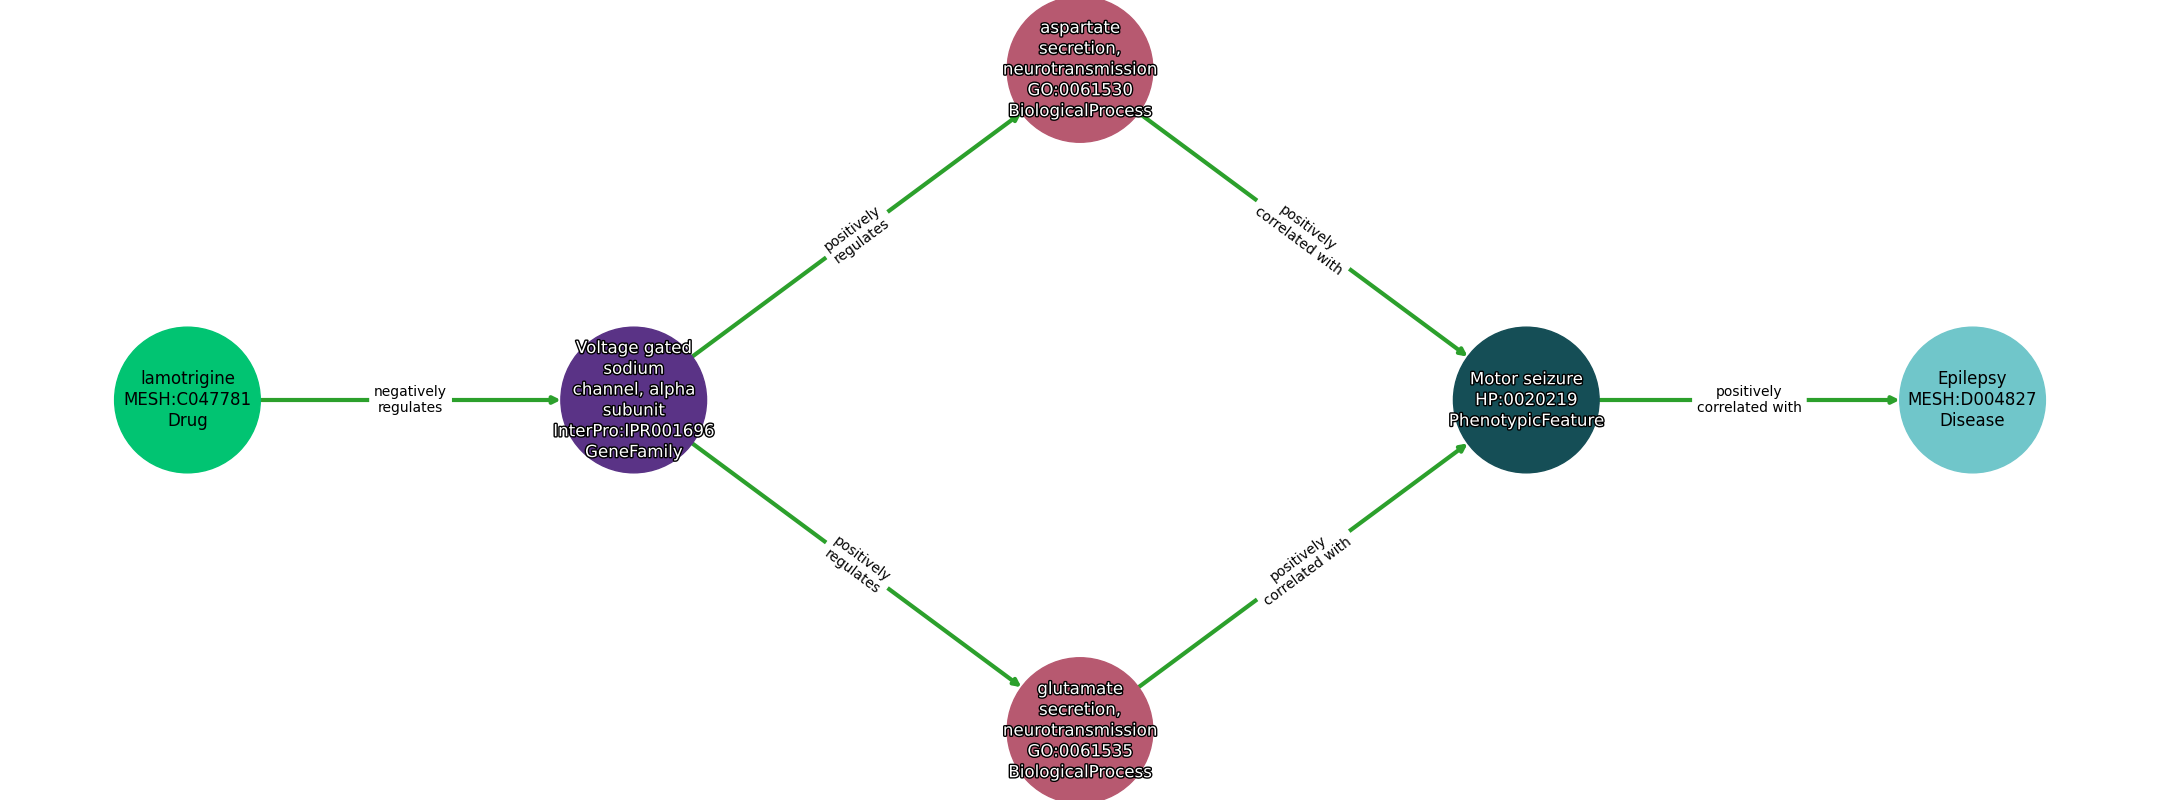 aspartate
secretion,
neurotransmission
GO:0061530
BiologicalProcess
positively
regulates
positively
correlated with
lamotrigine
MESH:C047781
Drug
negatively
regulates
Voltage gated
sodium
channel, alpha
subunit
InterPro:IPR001696
GeneFamily
Motor seizure
HP:0020219
PhenotypicFeature
positively
correlated with
Epilepsy
MESH:D004827
Disease
positively
regulates
positively
correlated with
glutamate
secretion,
neurotransmission
GO:0061535
BiologicalProcess